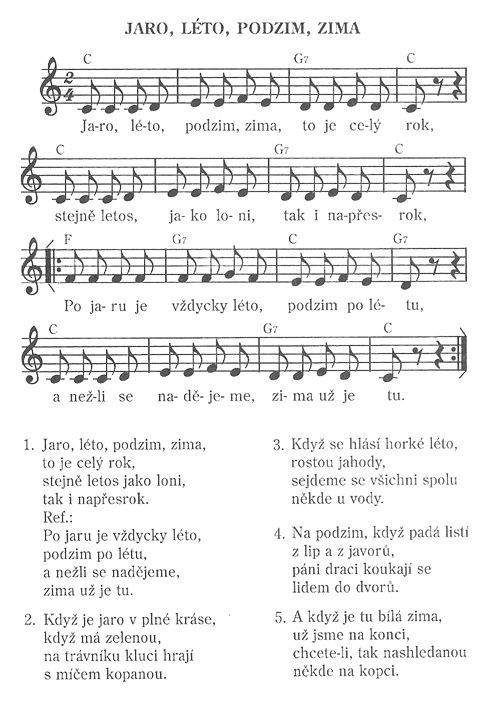 JARO, LÉTO, PODZIM, ZIMA
C G7 C
2
4
Ja-ro, lé-to, podzim, zima, to je ce-lý rok,
C G7 C
stejně letos, ja- ko lo- ni, tak i na-přes- rok,
F G7 C G7
Po ja- ru je vždycky léto, podzim po lé- tu,
C G7 C
a než-li se na- dě- je- me, zi- ma už je tu.
1. Jaro, léto, podzim, zima,
to je celý rok,
stejně letos jako loni,
tak i napřesrok.
Ref.:
Po jaru je vždycky léto,
podzim po létu,
a nežli se nadějeme,
zima už je tu.
2. Když je jaro v plné kráse,
když má zelenou,
na trávníku kluci hrají
s míčem kopanou.
3. Když se hlásí horké léto,
rostou jahody,
sejdeme se všichni spolu
někde u vody.
4. Na podzim, když padá listí
z lip a z javorů,
páni draci koukají se
lidem do dvorů.
5. A když je tu bílá zima,
už jsme na konci,
chcete-li, tak nashledanou
někde na kopci.